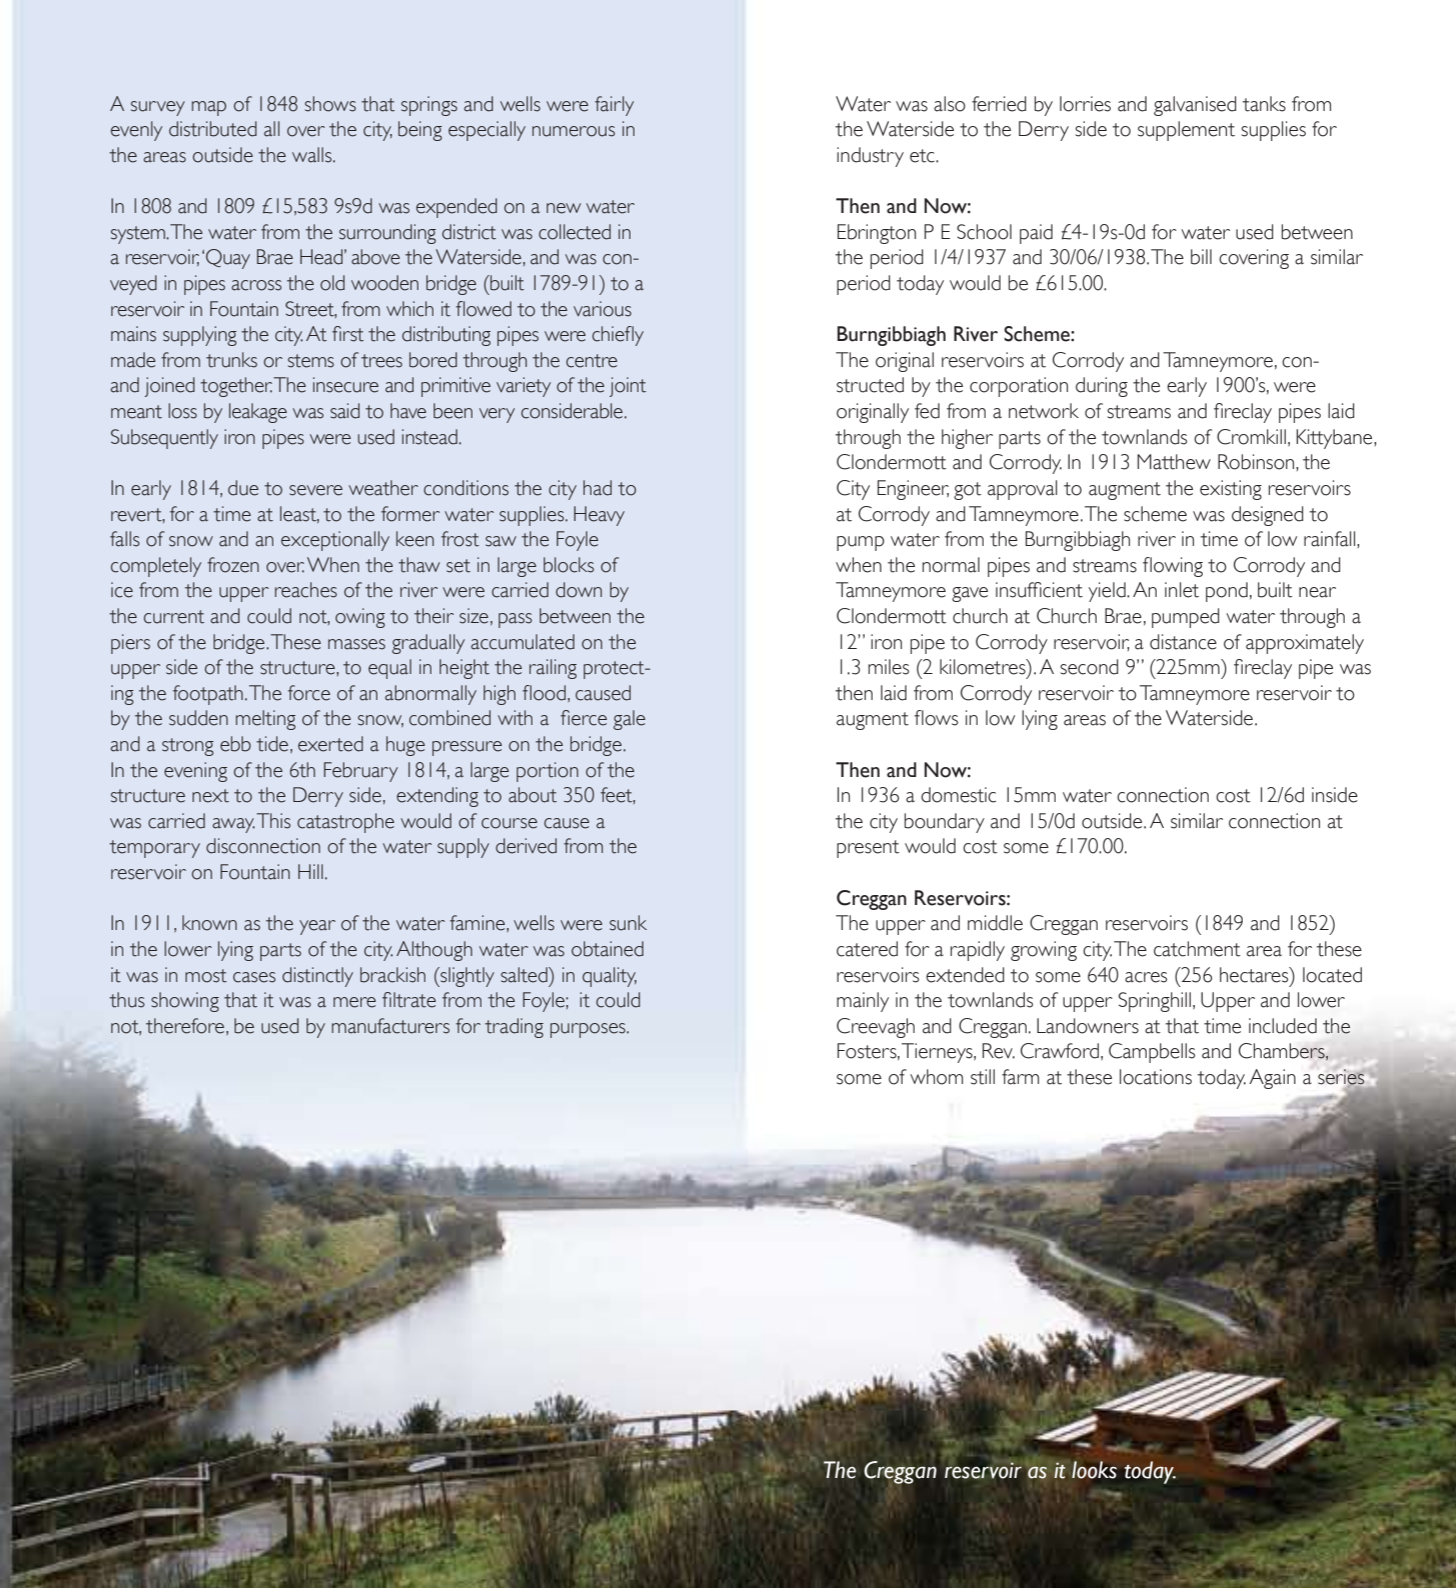 A survey map of 1848 shows that springs and wells were fairly
evenly distributed all over the city, being especially numerous in
the areas outside the walls.
In 1808 and 1809 £15,583 9s9d was expended on a new water
system.The water from the surrounding district was collected in
a reservoir, ‘Quay Brae Head’ above the Waterside, and was con-
veyed in pipes across the old wooden bridge (built 1789-91) to a
reservoir in Fountain Street, from which it flowed to the various
mains supplying the city. At first the distributing pipes were chiefly
made from trunks or stems of trees bored through the centre
and joined together.The insecure and primitive variety of the joint
meant loss by leakage was said to have been very considerable.
Subsequently iron pipes were used instead.
In early 1814, due to severe weather conditions the city had to
revert, for a time at least, to the former water supplies. Heavy
falls of snow and an exceptionally keen frost saw the Foyle
completely frozen over. When the thaw set in large blocks of
ice from the upper reaches of the river were carried down by
the current and could not, owing to their size, pass between the
piers of the bridge.These masses gradually accumulated on the
upper side of the structure, to equal in height the railing protect-
ing the footpath.The force of an abnormally high flood, caused
by the sudden melting of the snow, combined with a fierce gale
and a strong ebb tide, exerted a huge pressure on the bridge.
In the evening of the 6th February 1814, a large portion of the
structure next to the Derry side, extending to about 350 feet,
was carried away.This catastrophe would of course cause a
temporary disconnection of the water supply derived from the
reservoir on Fountain Hill.
In 1911, known as the year of the water famine, wells were sunk
in the lower lying parts of the city. Although water was obtained
it was in most cases distinctly brackish (slightly salted) in quality,
thus showing that it was a mere filtrate from the Foyle; it could
not, therefore, be used by manufacturers for trading purposes.
Water was also ferried by lorries and galvanised tanks from
the Waterside to the Derry side to supplement supplies for
industry etc.
Then and Now:
Ebrington P E School paid £4-19s-0d for water used between
the period 1/4/1937 and 30/06/1938.The bill covering a similar
period today would be £615.00.
Burngibbiagh River Scheme:
The original reservoirs at Corrody and Tamneymore, con-
structed by the corporation during the early 1900’s, were
originally fed from a network of streams and fireclay pipes laid
through the higher parts of the townlands of Cromkill, Kittybane,
Clondermott and Corrody. In 1913 Matthew Robinson, the
City Engineer, got approval to augment the existing reservoirs
at Corrody and Tamneymore.The scheme was designed to
pump water from the Burngibbiagh river in time of low rainfall,
when the normal pipes and streams flowing to Corrody and
Tamneymore gave insufficient yield. An inlet pond, built near
Clondermott church at Church Brae, pumped water through a
12” iron pipe to Corrody reservoir, a distance of approximately
1.3 miles (2 kilometres). A second 9” (225mm) fireclay pipe was
then laid from Corrody reservoir to Tamneymore reservoir to
augment flows in low lying areas of the Waterside.
Then and Now:
In 1936 a domestic 15mm water connection cost 12/6d inside
the city boundary and 15/0d outside. A similar connection at
present would cost some £170.00.
Creggan Reservoirs:
The upper and middle Creggan reservoirs (1849 and 1852)
catered for a rapidly growing city.The catchment area for these
reservoirs extended to some 640 acres (256 hectares) located
mainly in the townlands of upper Springhill, Upper and lower
Creevagh and Creggan. Landowners at that time included the
Fosters, Tierneys, Rev. Crawford, Campbells and Chambers,
some of whom still farm at these locations today. Again a series
The Creggan reservoir as it looks today.